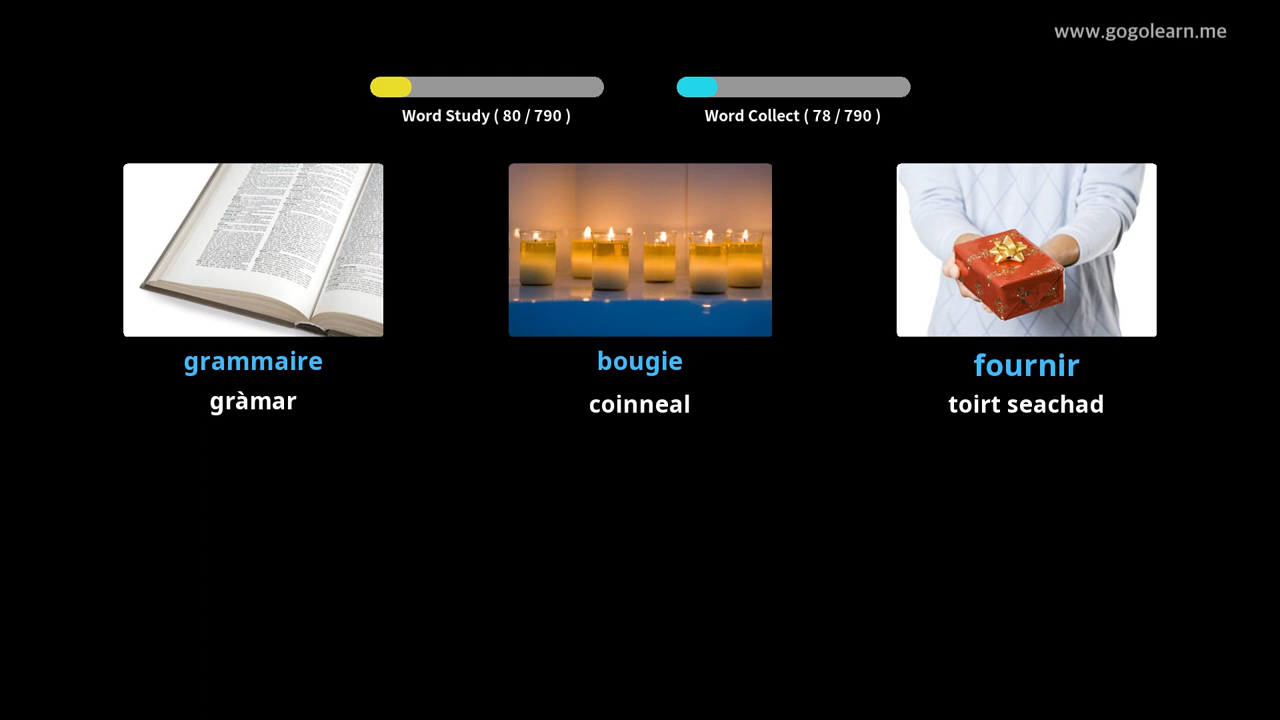 www.gogolearn.me
Word Study ( 80 / 790 )
Word Collect ( 78 / 790 )
grammaire
gràmar
bougie
coinneal
fournir
toirt seachad